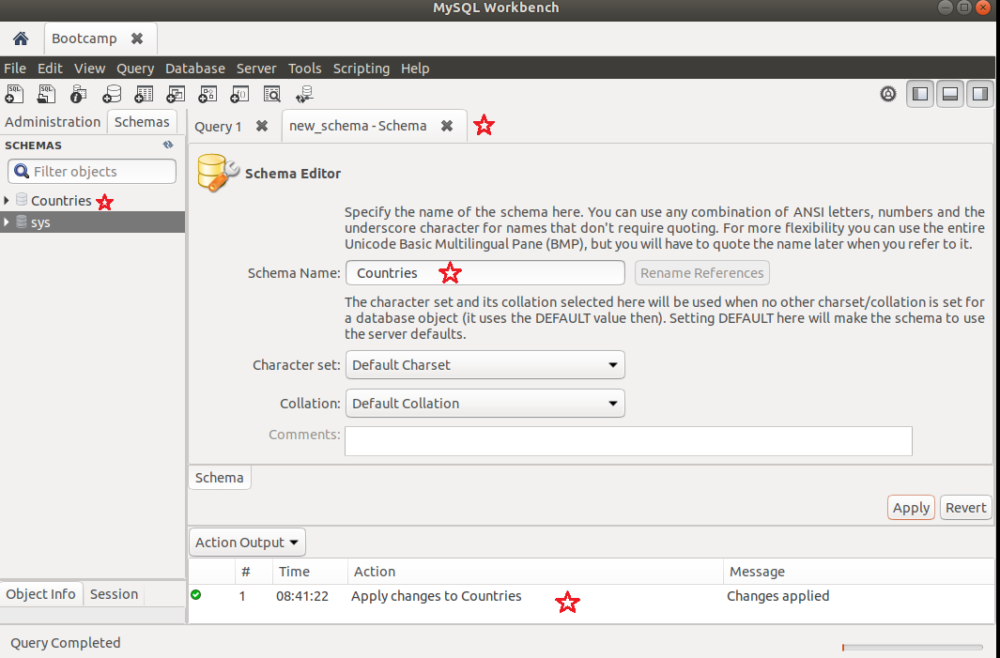 MySQL Workbench
Bootcamp
File Edit View Query Database Server Tools Scripting Help
Administration Schemas
SCHEMAS
Filter objects
Countries
sys
Query 1
new_schema - Schema
Schema Editor
Specify the name of the schema here. You can use any combination of ANSI letters, numbers and the
underscore character for names that don't require quoting. For more flexibility you can use the entire
Unicode Basic Multilingual Pane (BMP), but you will have to quote the name later when you refer to it.
Schema Name: Countries Rename References
The character set and its collation selected here will be used when no other charset/collation is set for
a database object (it uses the DEFAULT value then). Setting DEFAULT here will make the schema to use
the server defaults.
Character set: Default Charset
Collation: Default Collation
Comments:
Schema
Apply Revert
Action Output
# Time Action Message
1 08:41:22 Apply changes to Countries Changes applied
Object Info Session
Query Completed